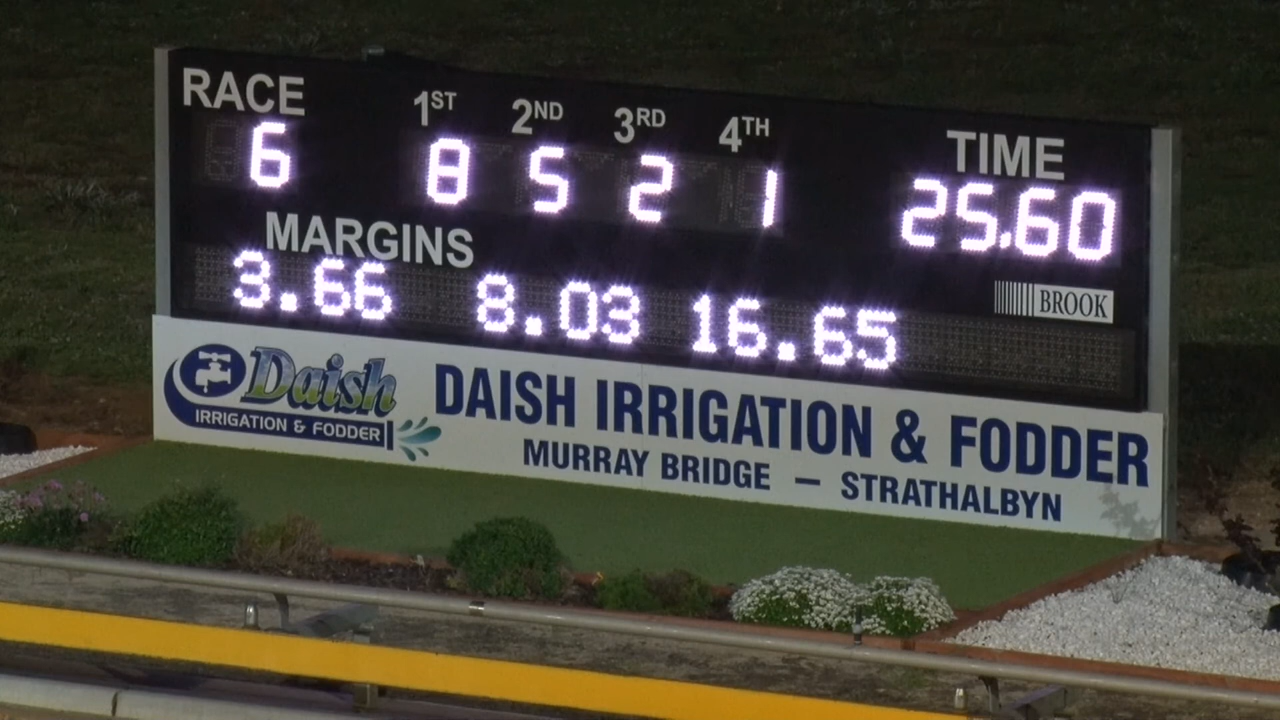 RACE 1ST 2ND 3RD 4TH TIME
6 8 5 2 1 25.60
MARGINS
3.66 8.03 16.65
BROOK
Daish
IRRIGATION & FODDER
DAISH IRRIGATION & FODDER
MURRAY BRIDGE – STRATHALBYN